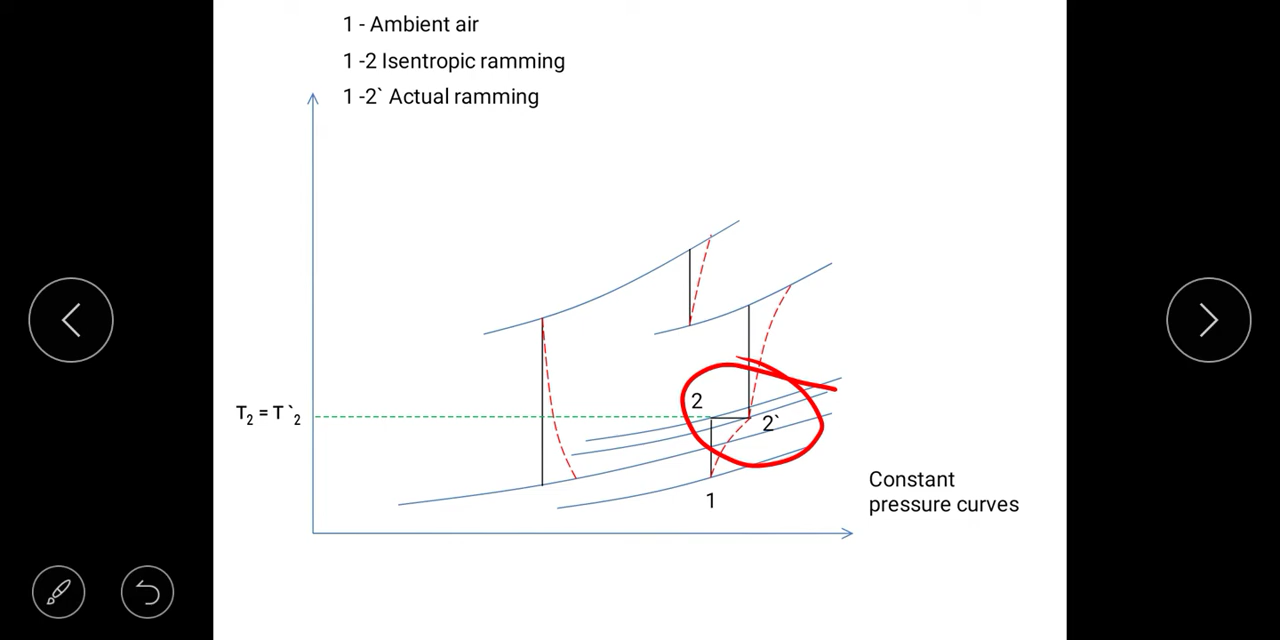 1 - Ambient air
1 -2 Isentropic ramming
1 -2` Actual ramming
2
T2 = T`2
2`
1
Constant
pressure curves